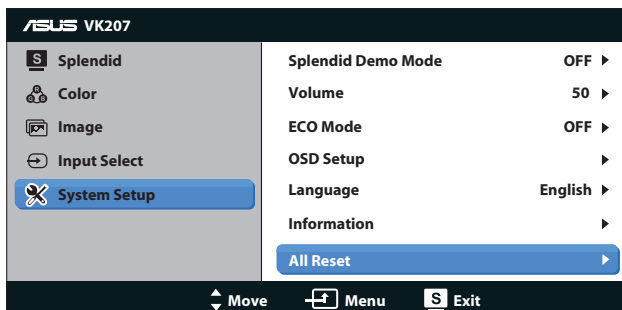 ASUS VK207
S Splendid
Color
Image
Input Select
System Setup
Splendid Demo Mode OFF
Volume 50
ECO Mode OFF
OSD Setup
Language English
Information
All Reset
Move Menu S Exit